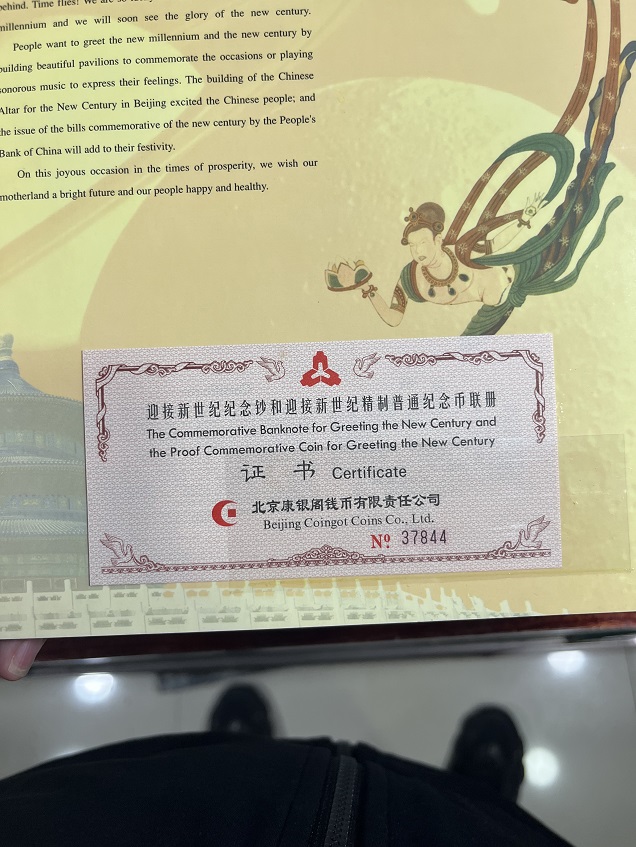 behind. Time flies! We are so
millennium and we will soon see the glory of the new century.
People want to greet the new millennium and the new century by
building beautiful pavilions to commemorate the occasions or playing
sonorous music to express their feelings. The building of the Chinese
Altar for the New Century in Beijing excited the Chinese people; and
the issue of the bills commemorative of the new century by the People's
Bank of China will add to their festivity.
On this joyous occasion in the times of prosperity, we wish our
motherland a bright future and our people happy and healthy.
迎接新世纪纪念钞和迎接新世纪精制普通纪念币联册
The Commemorative Banknote for Greeting the New Century and
the Proof Commemorative Coin for Greeting the New Century
证 书 Certificate
北京康银阁钱币有限责任公司
Beijing Coingot Coins Co., Ltd.
Nº 37844